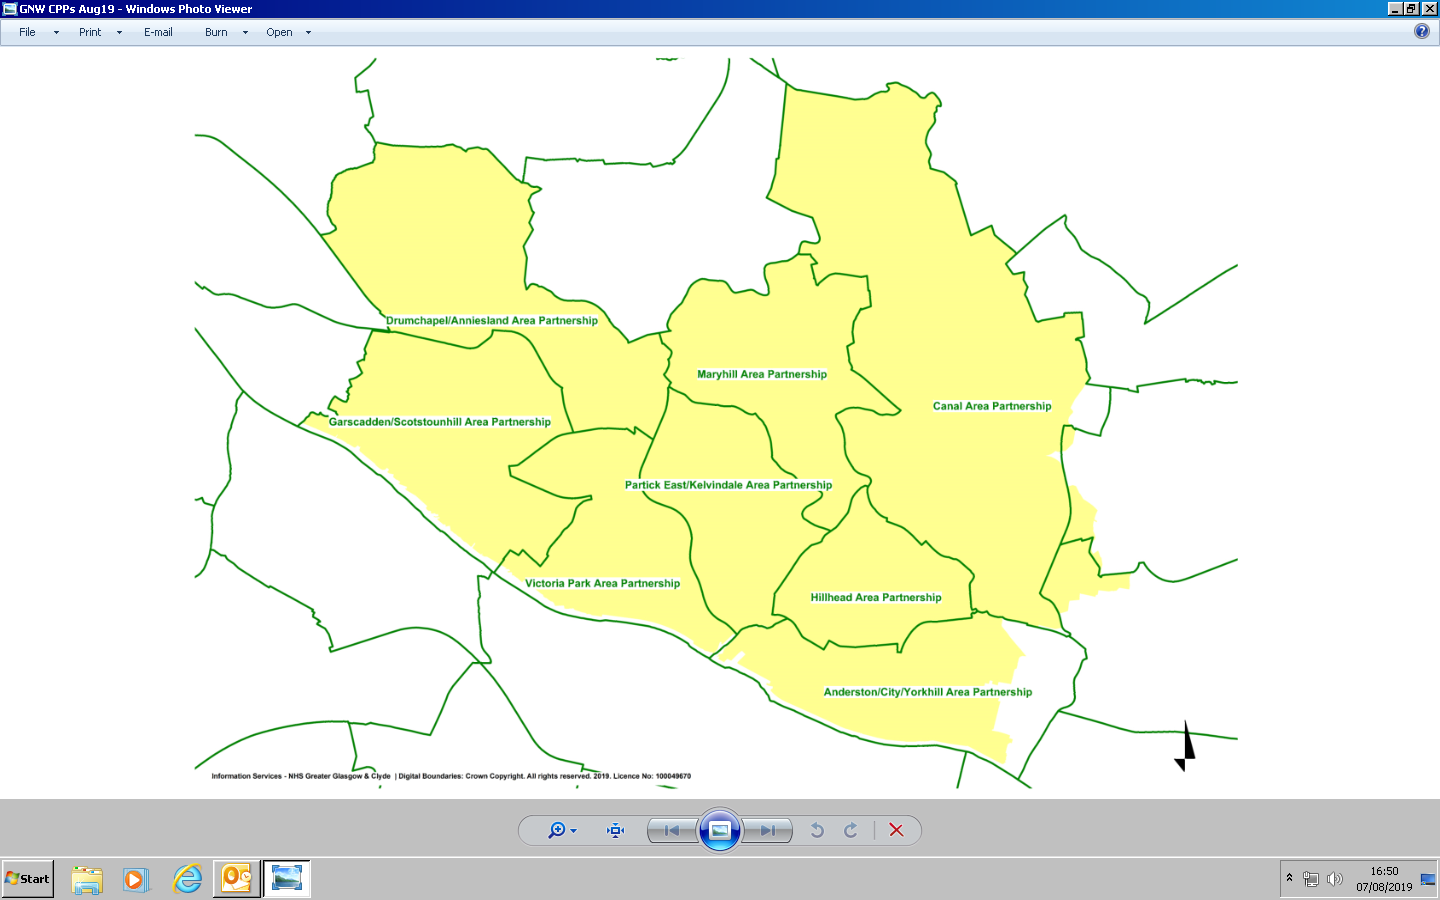 GNW CPPs Aug19 - Windows Photo Viewer
File Print E-mail Burn Open
Drumchapel/Anniesland Area Partnership
Maryhill Area Partnership
Canal Area Partnership
Garscadden/Scotstounhill Area Partnership
Partick East/Kelvindale Area Partnership
Victoria Park Area Partnership
Hillhead Area Partnership
Anderston/City/Yorkhill Area Partnership
Information Services - NHS Greater Glasgow & Clyde | Digital Boundaries: Crown Copyright. All rights reserved. 2019. Licence No: 100049670
Start
16:50
07/08/2019